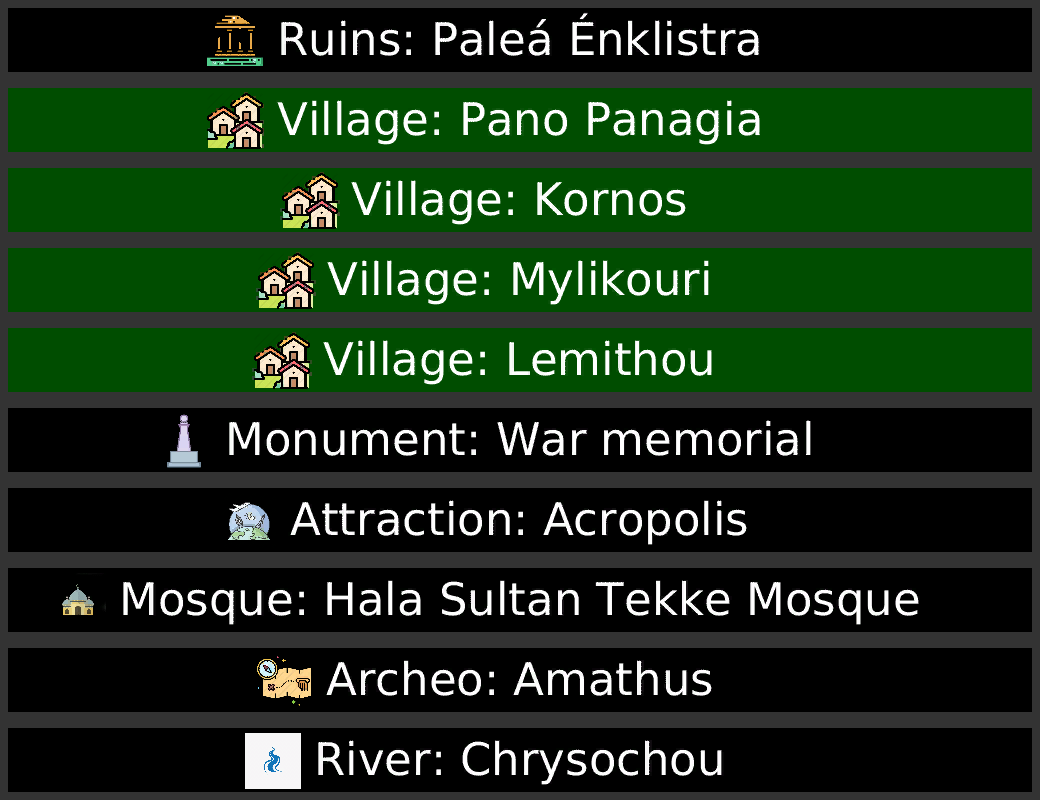 Ruins: Paleá Énklistra
Village: Pano Panagia
Village: Kornos
Village: Mylikouri
Village: Lemithou
Monument: War memorial
Attraction: Acropolis
Mosque: Hala Sultan Tekke Mosque
Archeo: Amathus
River: Chrysochou